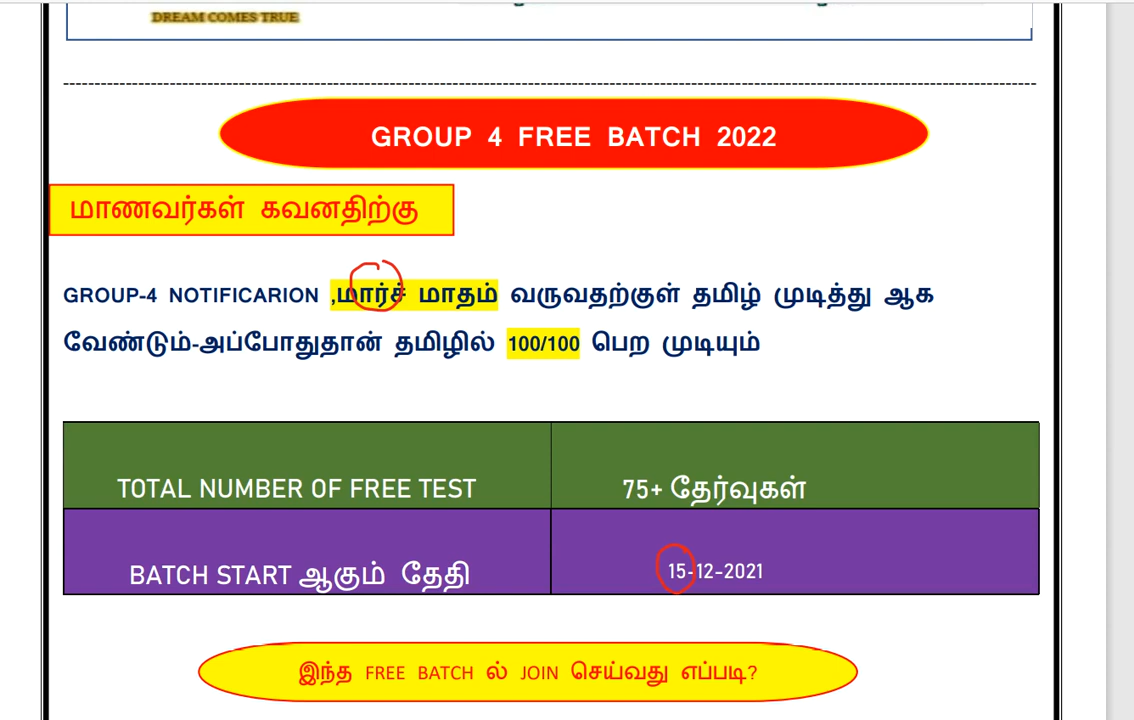 DREAM COMES TRUE
GROUP 4 FREE BATCH 2022
மாணவர்கள் கவனதிற்கு
GROUP-4 NOTIFICARION ,மார்ச் மாதம் வருவதற்குள் தமிழ் முடித்து ஆக
வேண்டும்-அப்போதுதான் தமிழில் 100/100 பெற முடியும்
TOTAL NUMBER OF FREE TEST 75+ தேர்வுகள்
BATCH START ஆகும் தேதி 15-12-2021
இந்த FREE BATCH ல் JOIN செய்வது எப்படி?